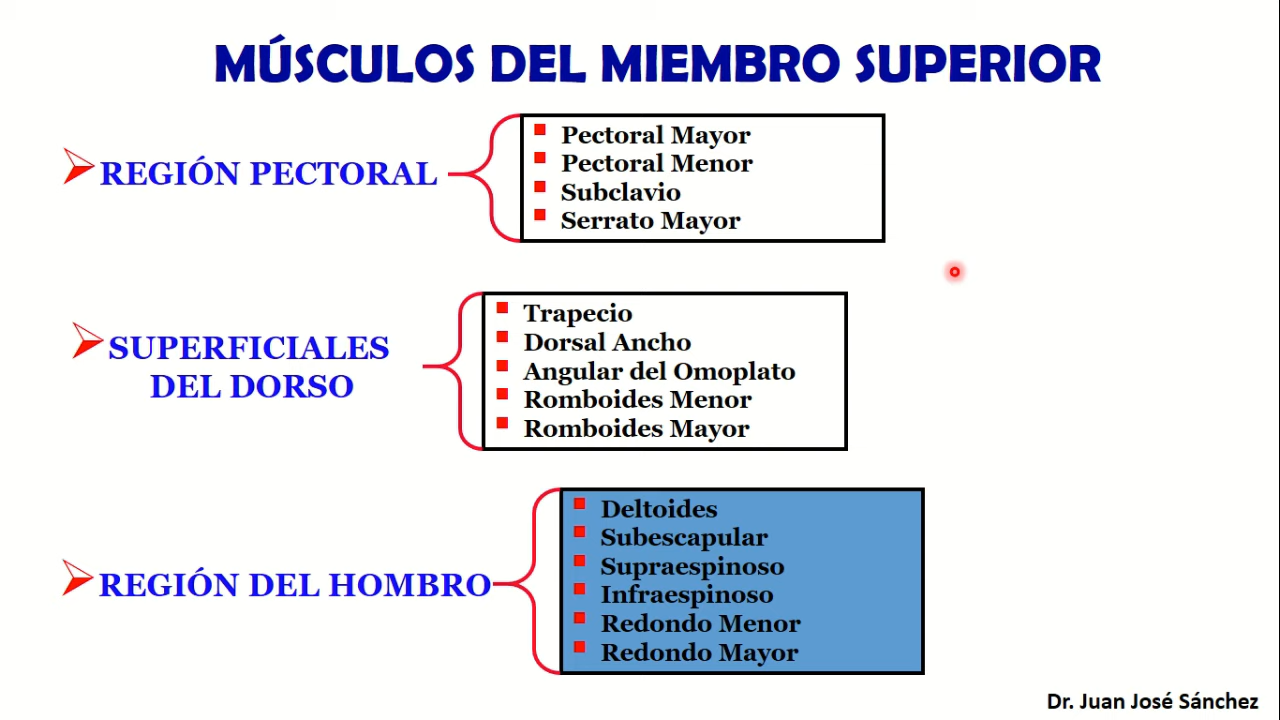 MÚSCULOS DEL MIEMBRO SUPERIOR
REGIÓN PECTORAL
Pectoral Mayor
Pectoral Menor
Subclavio
Serrato Mayor
SUPERFICIALES
DEL DORSO
Trapecio
Dorsal Ancho
Angular del Omoplato
Romboides Menor
Romboides Mayor
REGIÓN DEL HOMBRO
Deltoides
Subescapular
Supraespinoso
Infraespinoso
Redondo Menor
Redondo Mayor
Dr. Juan José Sánchez